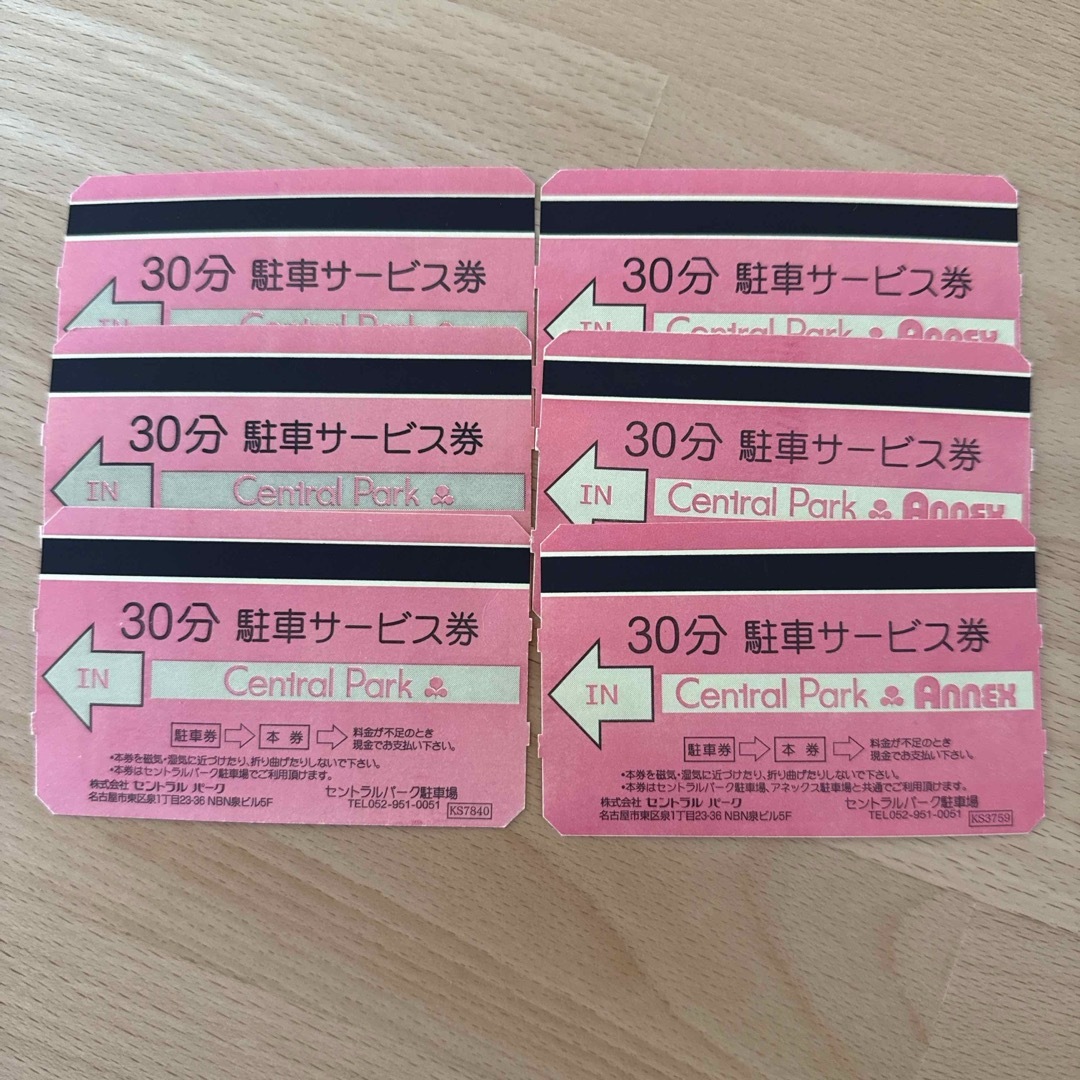 30分 駐車サービス券
IN Central Park
30分 駐車サービス券
IN Central Park
30分 駐車サービス券
IN Central Park
駐車券 本券 料金が不足のとき
現金でお支払い下さい。
・本券を磁気・湿気に近づけたり、折り曲げたりしないで下さい。
・本券はセントラルパーク駐車場でご利用頂けます。
株式会社 セントラル パーク セントラルパーク駐車場
名古屋市東区泉1丁目23-36 NBN泉ビル5F TEL052-951-0051 KS7840
30分 駐車サービス券
IN Central Park ANNEX
30分 駐車サービス券
IN Central Park ANNEX
30分 駐車サービス券
IN Central Park ANNEX
駐車券 本券 料金が不足のとき
現金でお支払い下さい。
・本券を磁気・湿気に近づけたり、折り曲げたりしないで下さい。
・本券はセントラルパーク駐車場、アネックス駐車場と共通でご利用頂けます。
株式会社 セントラル パーク セントラルパーク駐車場
名古屋市東区泉1丁目23-36 NBN泉ビル5F TEL052-951-0051 KS3759